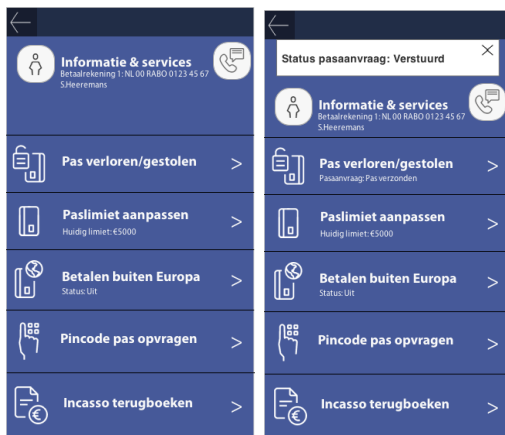 Informatie & services
Betaalrekening 1: NL 00 RABO 0123 45 67
S.Heeremans
Pas verloren/gestolen
Paslimiet aanpassen
Huidig limiet: €5000
Betalen buiten Europa
Status: Uit
Pincode pas opvragen
Incasso terugboeken
Status pasaanvraag: Verstuurd
Informatie & services
Betaalrekening 1: NL 00 RABO 0123 45 67
S.Heeremans
Pas verloren/gestolen
Pasaanvraag: Pas verzonden
Paslimiet aanpassen
Huidig limiet: €5000
Betalen buiten Europa
Status: Uit
Pincode pas opvragen
Incasso terugboeken